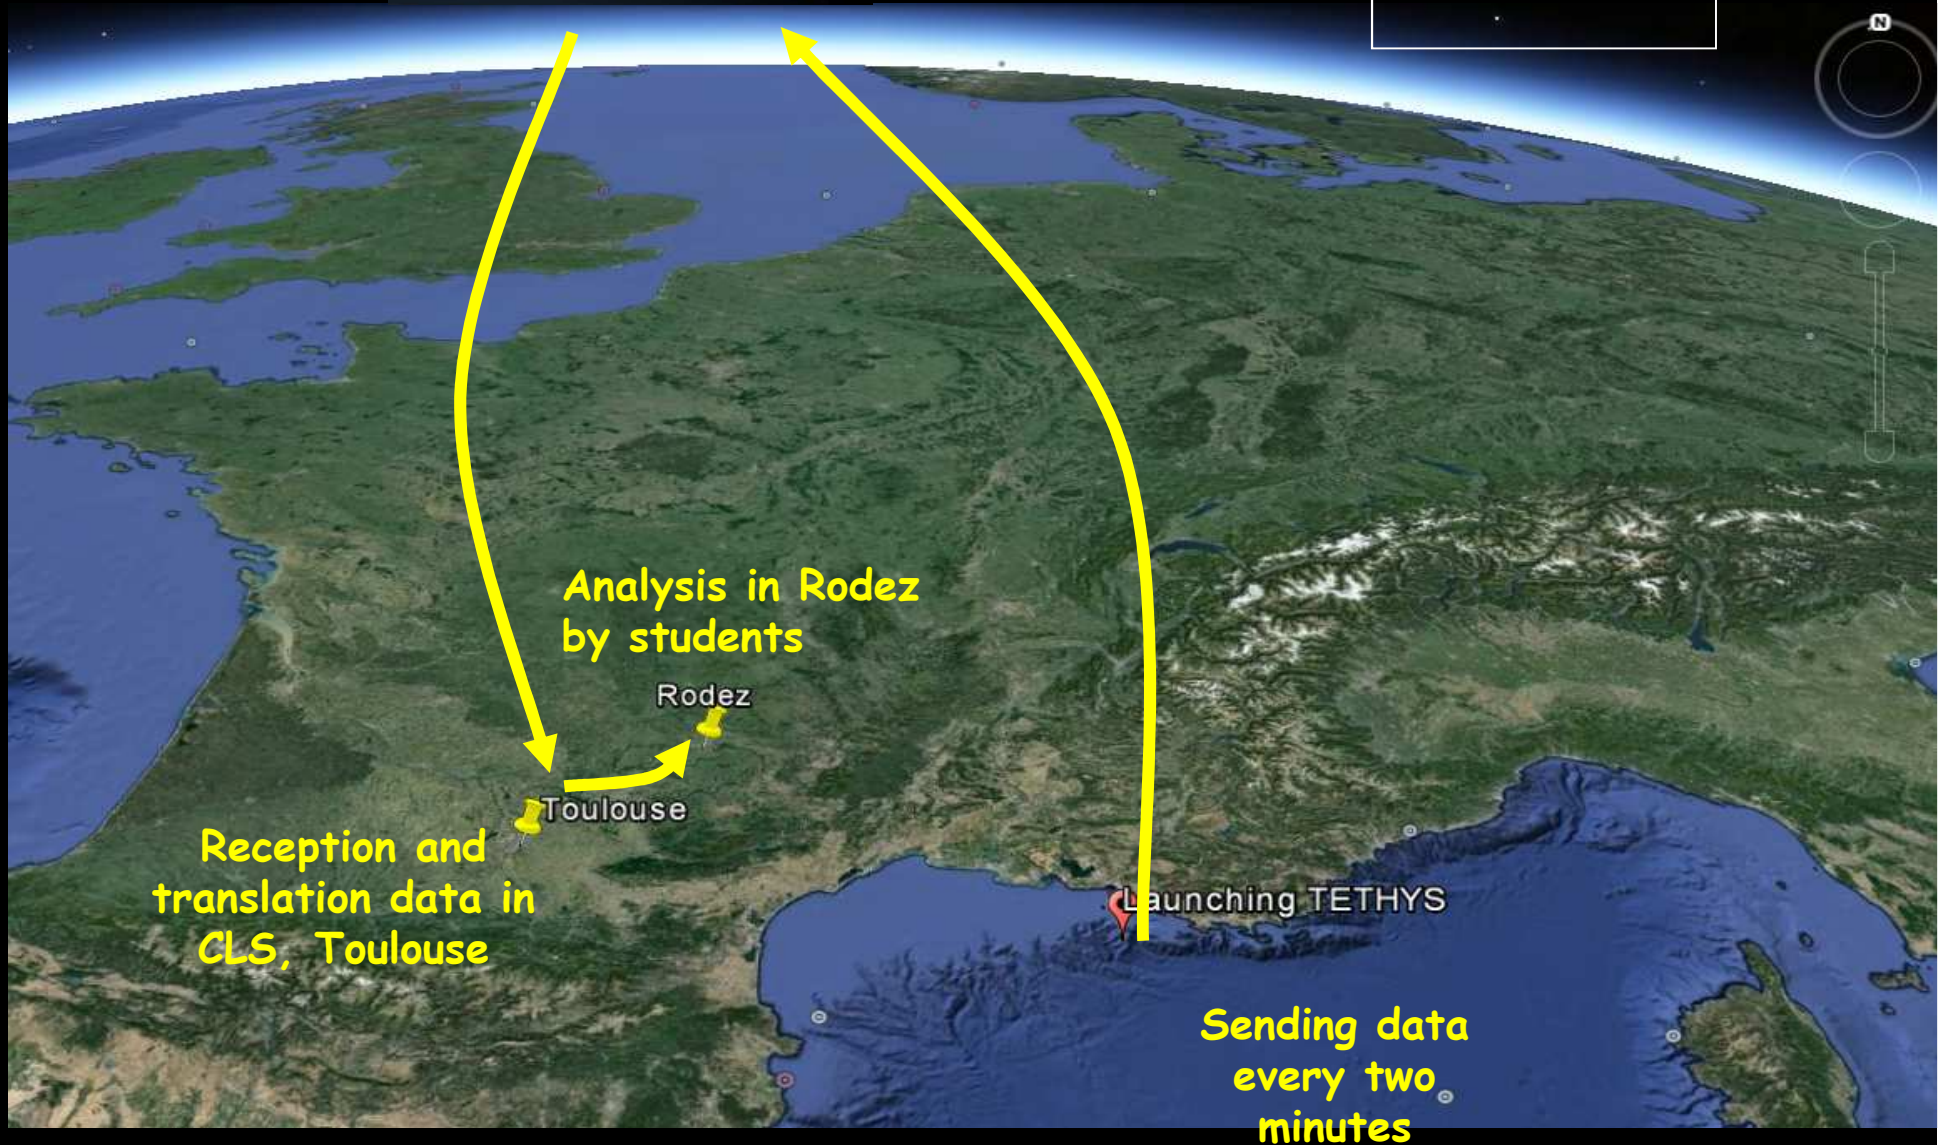 N
Analysis in Rodez
by students
Rodez
Toulouse
Reception and
translation data in
CLS, Toulouse
Launching TETHYS
Sending data
every two
minutes